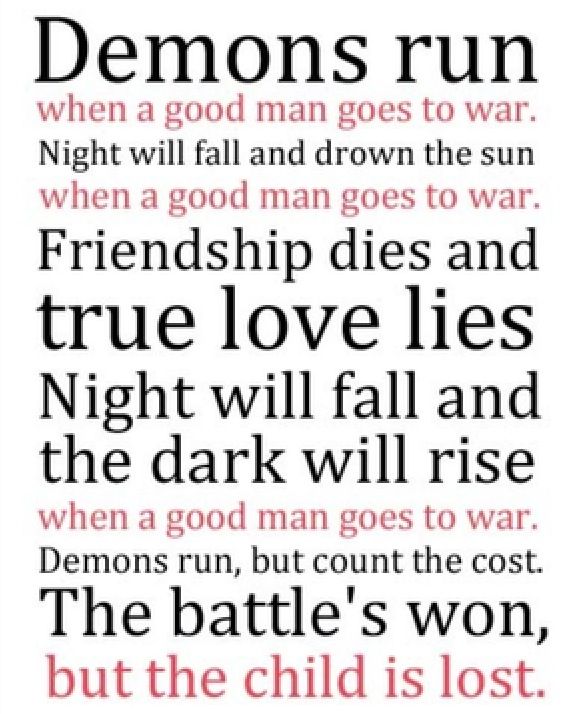 Demons run
when a good man goes to war.
Night will fall and drown the sun
when a good man goes to war.
Friendship dies and
true love lies
Night will fall and
the dark will rise
when a good man goes to war.
Demons run, but count the cost.
The battle's won,
but the child is lost.